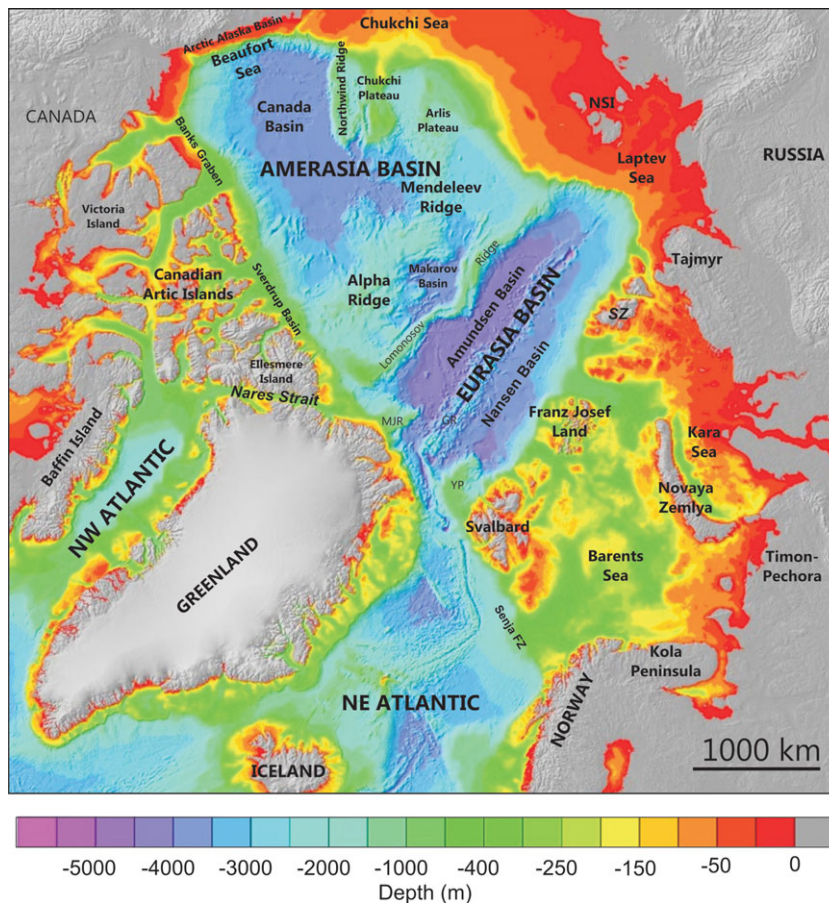 Chukchi Sea
Arctic Alaska Basin
Beaufort
Sea
Northwind Ridge
Chukchi
Plateau
CANADA
Canada
Basin
Arlis
Plateau
NSI
Laptev
Sea
RUSSIA
Banks Graben
AMERASIA BASIN
Mendeleev
Ridge
Victoria
Island
Canadian
Artic Islands
Sverdrup Basin
Alpha
Ridge
Makarov
Basin
Lomonosov
Ridge
Amundsen Basin
EURASIA BASIN
Nansen Basin
Tajmyr
SZ
Ellesmere
Island
Nares Strait
MJR
GR
Franz Josef
Land
Kara
Sea
Baffin Island
NW ATLANTIC
YP
Novaya
Zemlya
Svalbard
GREENLAND
Barents
Sea
Timon-
Pechora
Senja FZ
Kola
Peninsula
NE ATLANTIC
NORWAY
ICELAND
1000 km
-5000 -4000 -3000 -2000 -1000 -400 -250 -150 -50 0
Depth (m)